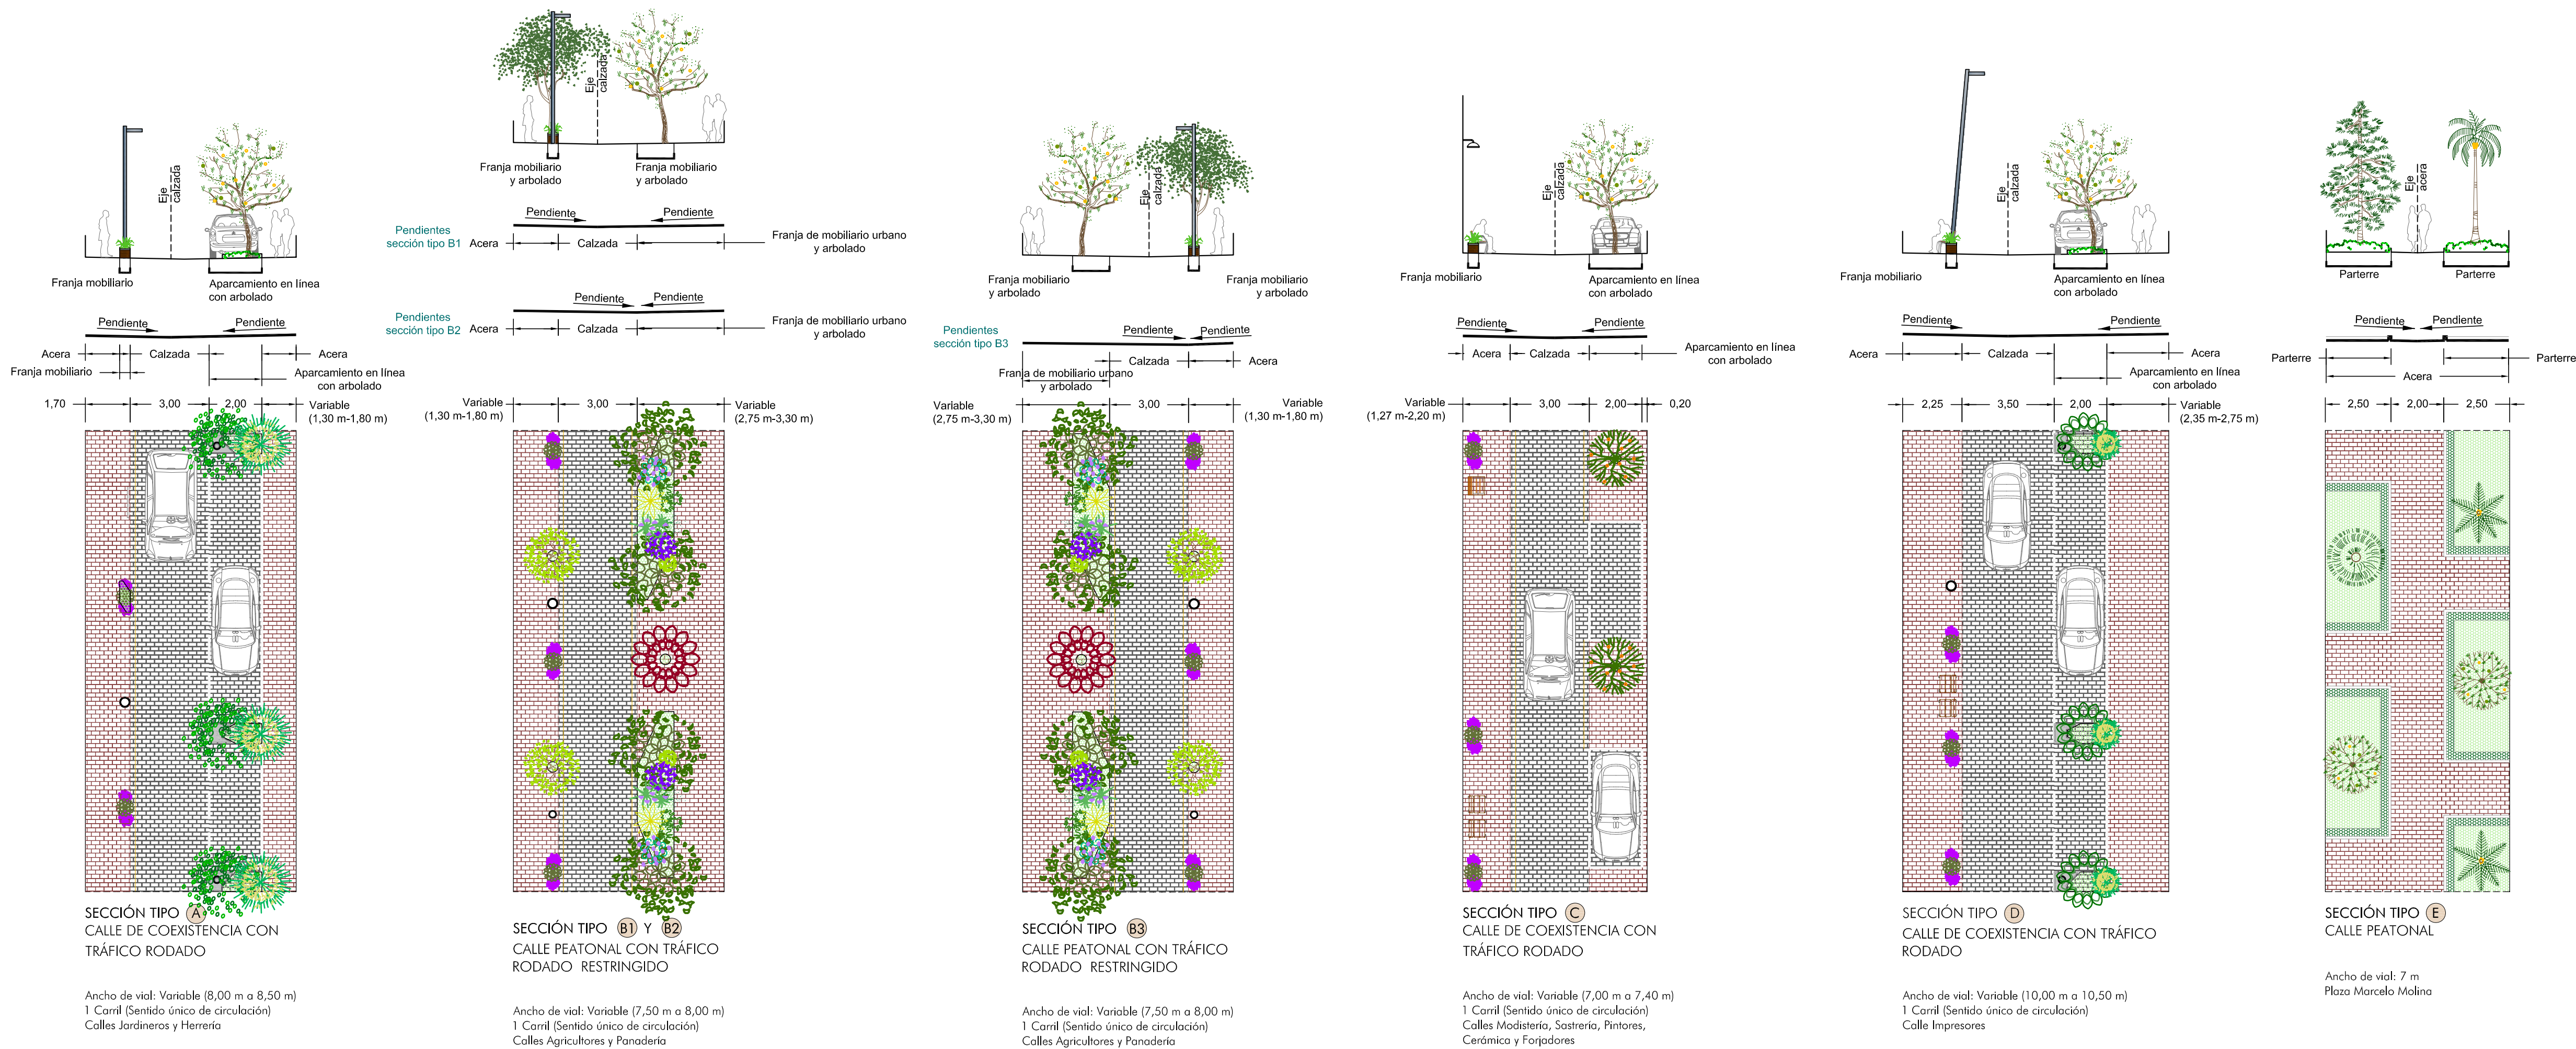 Eje
calzada
Franja mobiliario
Aparcamiento en línea
con arbolado
Pendiente
Pendiente
Acera
Calzada
Acera
Franja mobiliario
Aparcamiento en línea
con arbolado
1,70
3,00
2,00
Variable
(1,30 m-1,80 m)
SECCIÓN TIPO A
CALLE DE COEXISTENCIA CON
TRÁFICO RODADO
Ancho de vial: Variable (8,00 m a 8,50 m)
1 Carril (Sentido único de circulación)
Calles Jardineros y Herrería
Eje
calzada
Franja mobiliario
y arbolado
Franja mobiliario
y arbolado
Pendiente
Pendiente
Pendientes
sección tipo B1
Acera
Calzada
Franja de mobiliario urbano
y arbolado
Pendiente
Pendiente
Pendientes
sección tipo B2
Acera
Calzada
Franja de mobiliario urbano
y arbolado
Variable
(1,30 m-1,80 m)
3,00
Variable
(2,75 m-3,30 m)
SECCIÓN TIPO B1 Y B2
CALLE PEATONAL CON TRÁFICO
RODADO RESTRINGIDO
Ancho de vial: Variable (7,50 m a 8,00 m)
1 Carril (Sentido único de circulación)
Calles Agricultores y Panadería
Eje
calzada
Franja mobiliario
y arbolado
Franja mobiliario
y arbolado
Pendientes
sección tipo B3
Pendiente
Pendiente
Calzada
Acera
Franja de mobiliario urbano
y arbolado
Variable
(2,75 m-3,30 m)
3,00
Variable
(1,30 m-1,80 m)
SECCIÓN TIPO B3
CALLE PEATONAL CON TRÁFICO
RODADO RESTRINGIDO
Ancho de vial: Variable (7,50 m a 8,00 m)
1 Carril (Sentido único de circulación)
Calles Agricultores y Panadería
Eje
calzada
Franja mobiliario
Aparcamiento en línea
con arbolado
Pendiente
Pendiente
Acera
Calzada
Aparcamiento en línea
con arbolado
Variable
(1,27 m-2,20 m)
3,00
2,00
0,20
SECCIÓN TIPO C
CALLE DE COEXISTENCIA CON
TRÁFICO RODADO
Ancho de vial: Variable (7,00 m a 7,40 m)
1 Carril (Sentido único de circulación)
Calles Modistería, Sastrería, Pintores,
Cerámica y Forjadores
Eje
calzada
Franja mobiliario
Aparcamiento en línea
con arbolado
Pendiente
Pendiente
Acera
Calzada
Acera
Aparcamiento en línea
con arbolado
2,25
3,50
2,00
Variable
(2,35 m-2,75 m)
SECCIÓN TIPO D
CALLE DE COEXISTENCIA CON TRÁFICO
RODADO
Ancho de vial: Variable (10,00 m a 10,50 m)
1 Carril (Sentido único de circulación)
Calle Impresores
Eje
acera
Parterre
Parterre
Pendiente
Pendiente
Parterre
Parterre
Acera
2,50
2,00
2,50
SECCIÓN TIPO E
CALLE PEATONAL
Ancho de vial: 7 m
Plaza Marcelo Molina